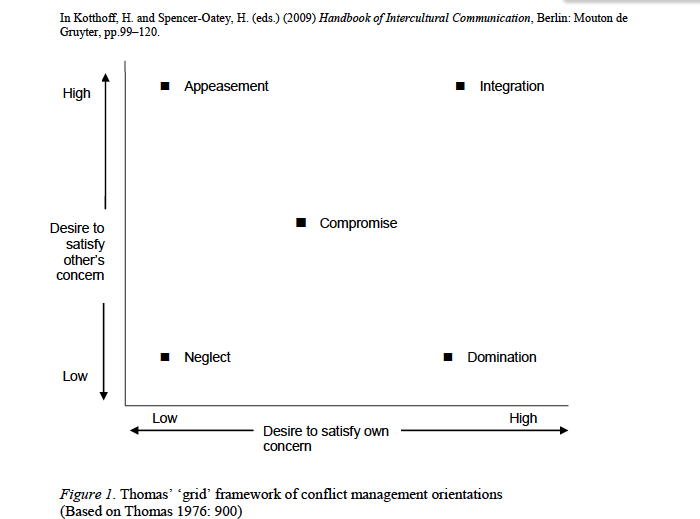 In Kotthoff, H. and Spencer-Oatey, H. (eds.) (2009) Handbook of Intercultural Communication, Berlin: Mouton de
Gruyter, pp.99–120.
High
Appeasement
Integration
Desire to
satisfy
other's
concern
Compromise
Neglect
Domination
Low
Low
High
Desire to satisfy own
concern
Figure 1. Thomas' 'grid' framework of conflict management orientations
(Based on Thomas 1976: 900)